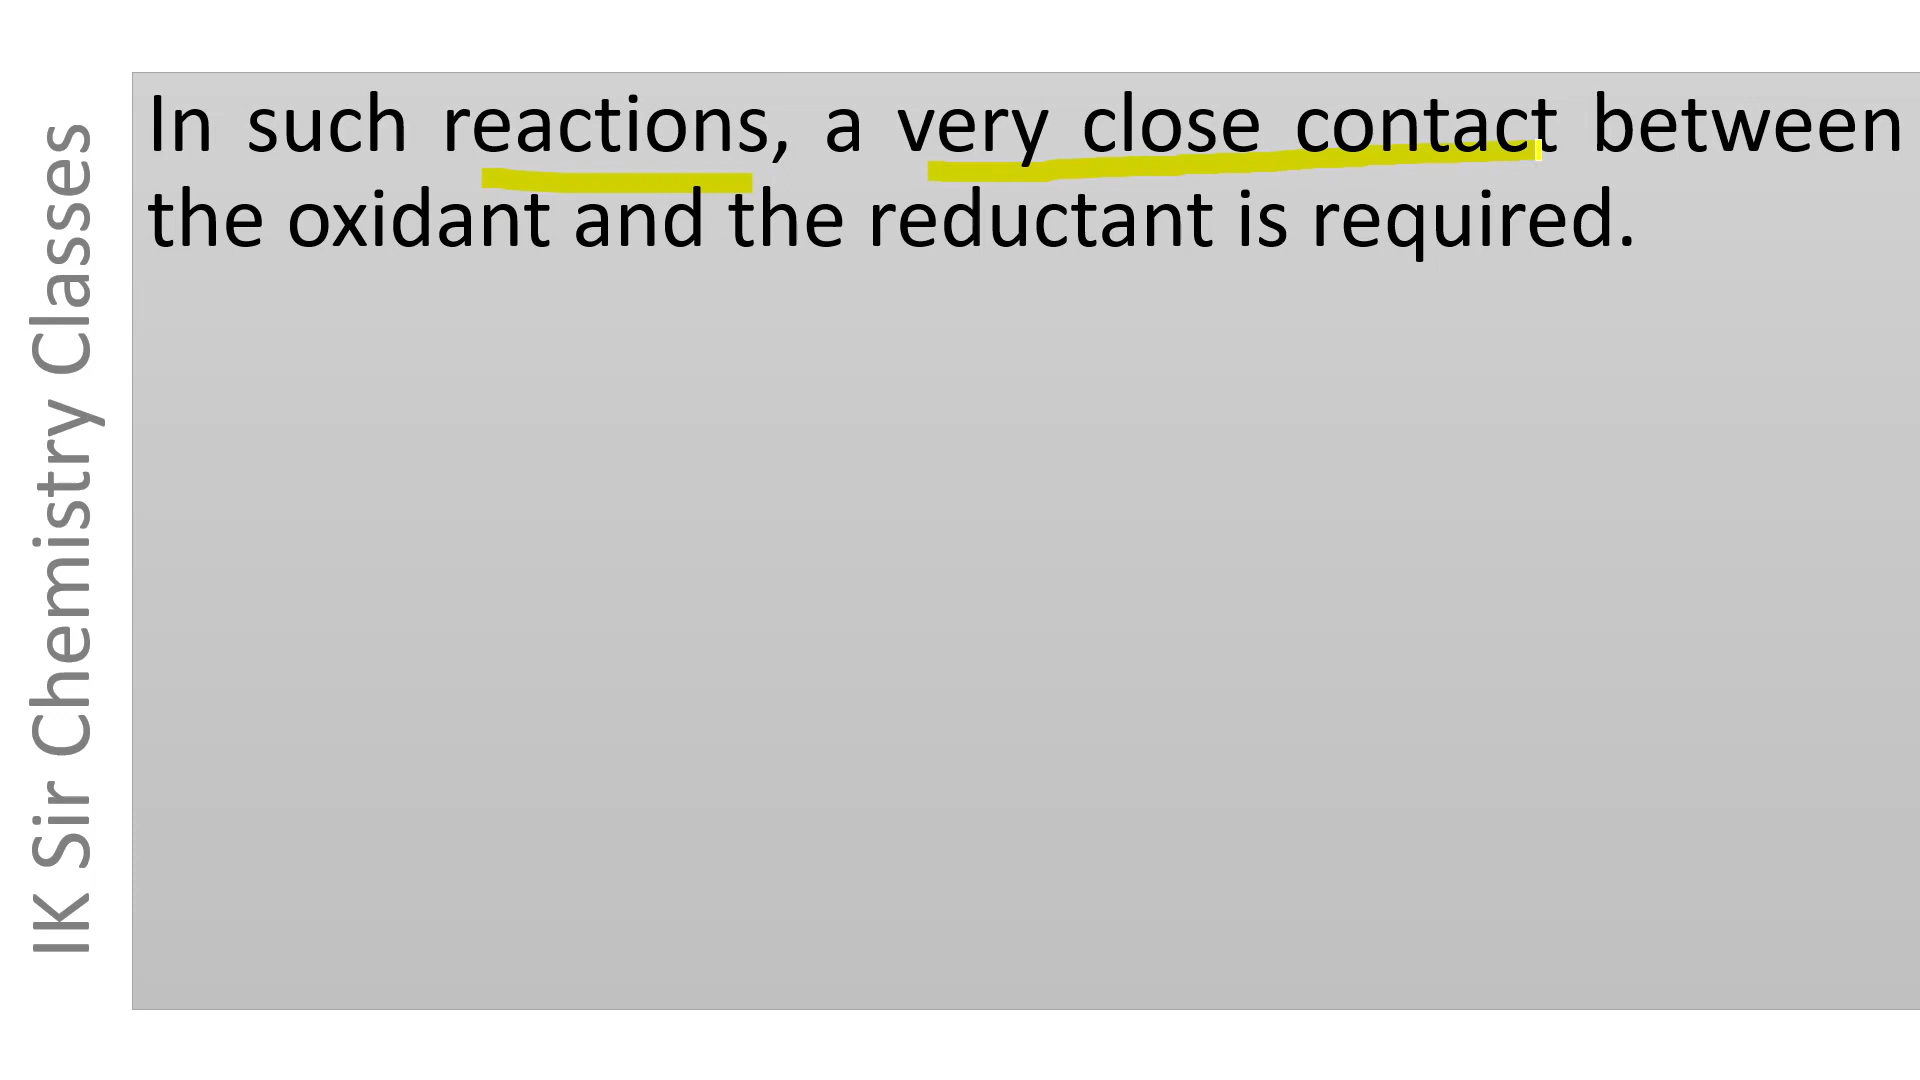 IK Sir Chemistry Classes
In such reactions, a very close contact between
the oxidant and the reductant is required.